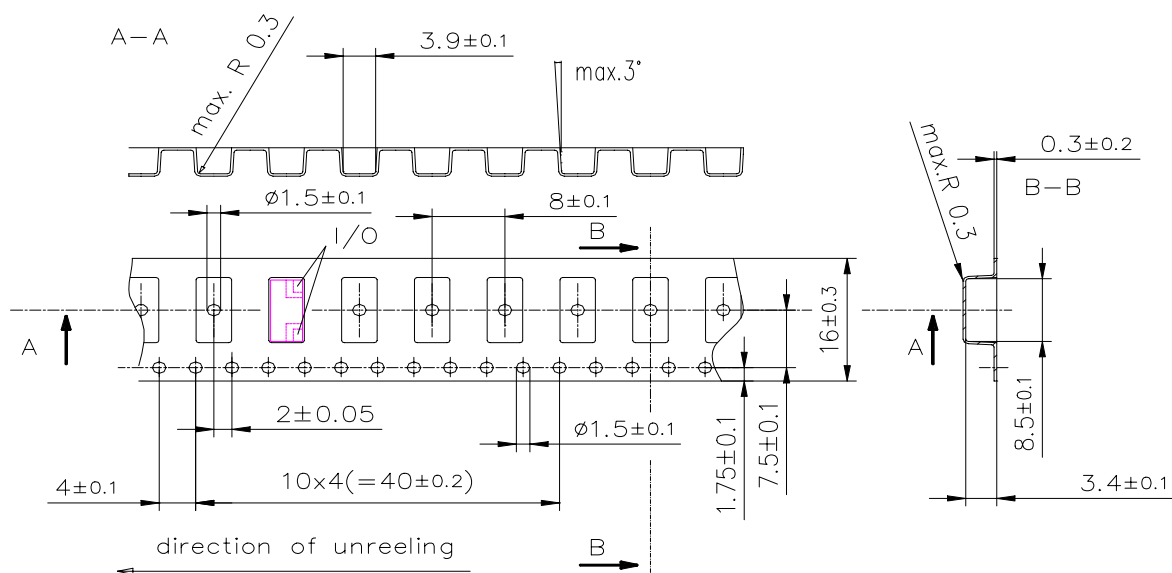 A-A
max. R 0.3
3.9±0.1
max.3°
0.3±0.2
B-B
max.R 0.3
ø1.5±0.1
8±0.1
I/O
B
A
16±0.3
A
8.5±0.1
2±0.05
ø1.5±0.1
1.75±0.1
7.5±0.1
4±0.1
10x4(=40±0.2)
3.4±0.1
direction of unreeling
B